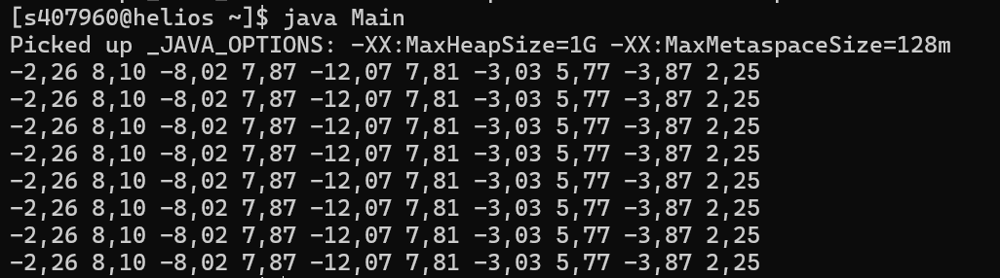 [s407960@helios ~]$ java Main
Picked up _JAVA_OPTIONS: -XX:MaxHeapSize=1G -XX:MaxMetaspaceSize=128m
-2,26 8,10 -8,02 7,87 -12,07 7,81 -3,03 5,77 -3,87 2,25
-2,26 8,10 -8,02 7,87 -12,07 7,81 -3,03 5,77 -3,87 2,25
-2,26 8,10 -8,02 7,87 -12,07 7,81 -3,03 5,77 -3,87 2,25
-2,26 8,10 -8,02 7,87 -12,07 7,81 -3,03 5,77 -3,87 2,25
-2,26 8,10 -8,02 7,87 -12,07 7,81 -3,03 5,77 -3,87 2,25
-2,26 8,10 -8,02 7,87 -12,07 7,81 -3,03 5,77 -3,87 2,25
-2,26 8,10 -8,02 7,87 -12,07 7,81 -3,03 5,77 -3,87 2,25
-2,26 8,10 -8,02 7,87 -12,07 7,81 -3,03 5,77 -3,87 2,25